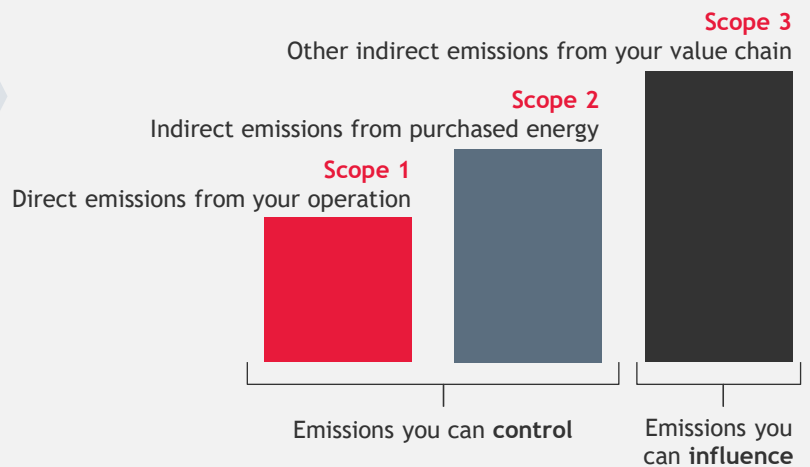 Scope 3
Other indirect emissions from your value chain
Scope 2
Indirect emissions from purchased energy
Scope 1
Direct emissions from your operation
Emissions you can control
Emissions you
can influence